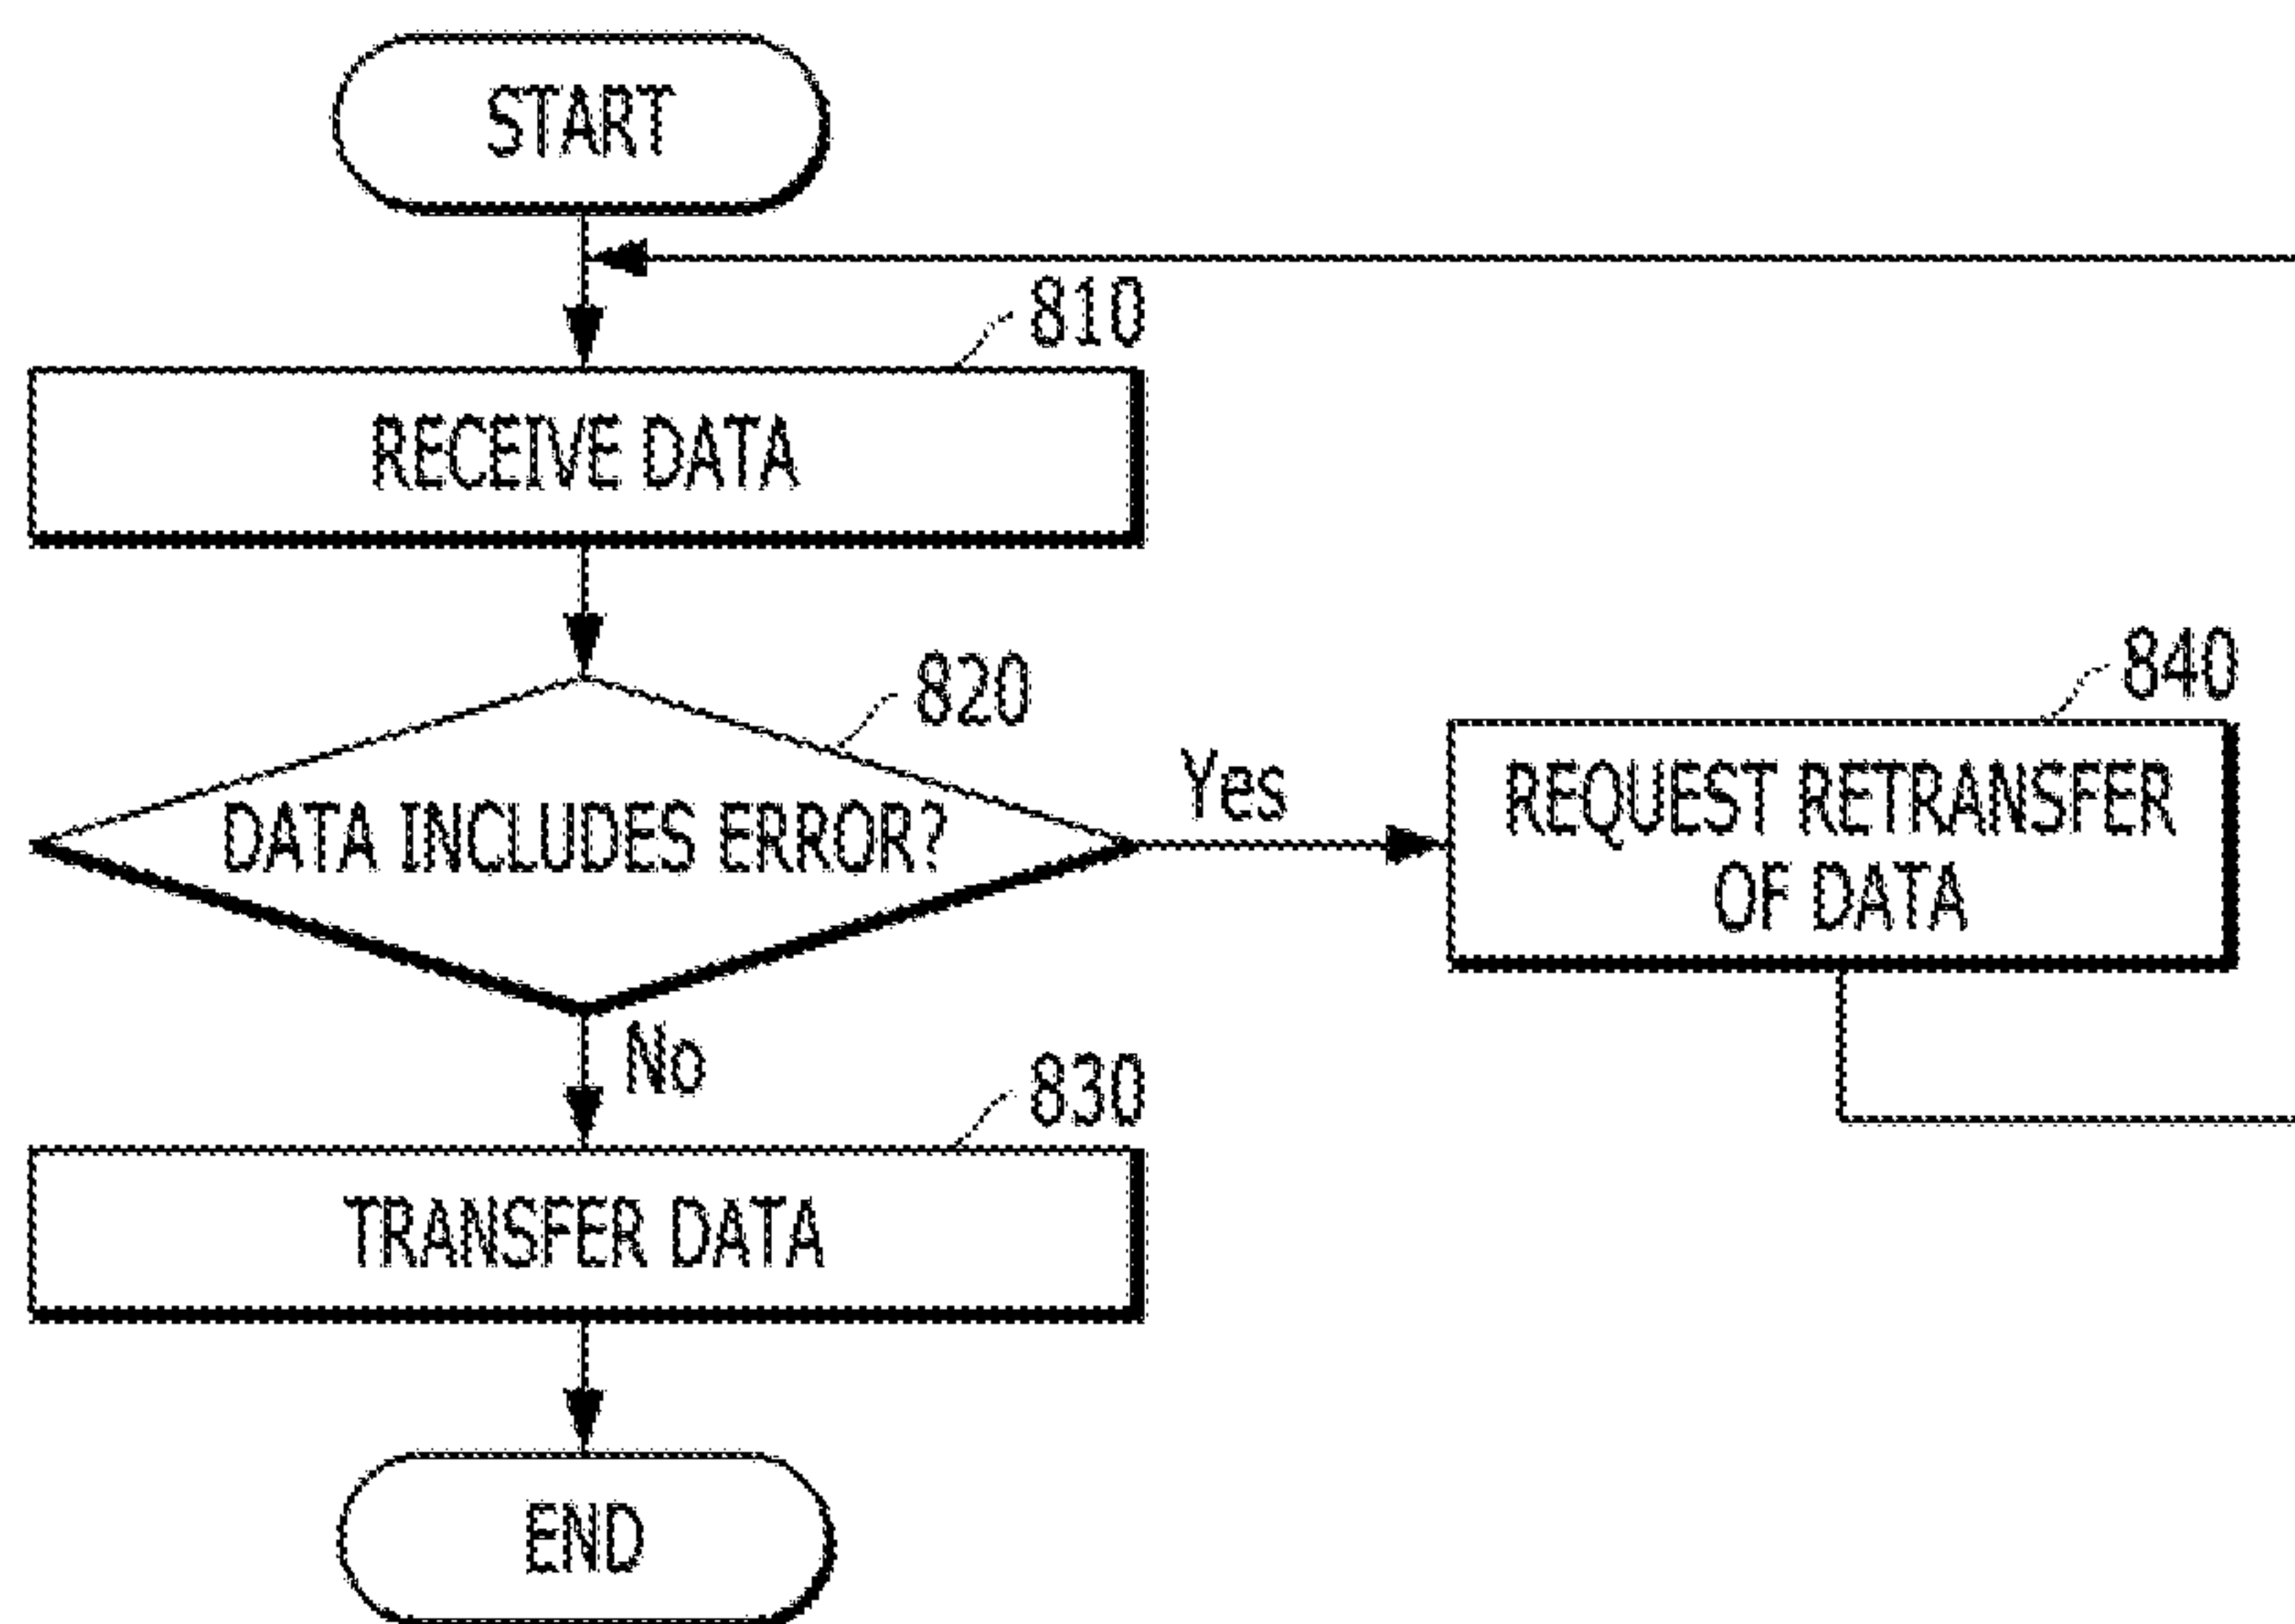 START
810
RECEIVE DATA
820
DATA INCLUDES ERROR?
Yes
840
REQUEST RETRANSFER
OF DATA
No
830
TRANSFER DATA
END